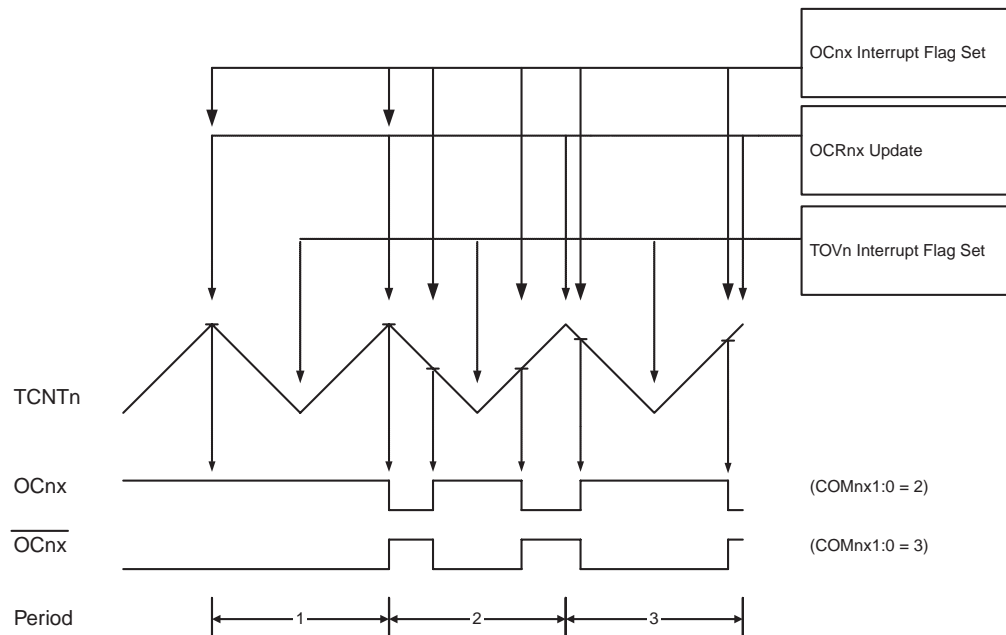 OCnx Interrupt Flag Set
OCRnx Update
TOVn Interrupt Flag Set
TCNTn
OCnx
(COMnx1:0 = 2)
OCnx
(COMnx1:0 = 3)
Period
1
2
3